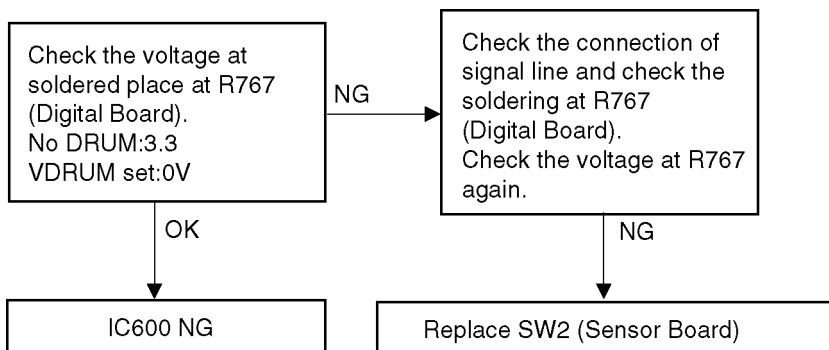 Check the voltage at
soldered place at R767
(Digital Board).
No DRUM:3.3
VDRUM set:0V
NG
Check the connection of
signal line and check the
soldering at R767
(Digital Board).
Check the voltage at R767
again.
OK
NG
IC600 NG
Replace SW2 (Sensor Board)